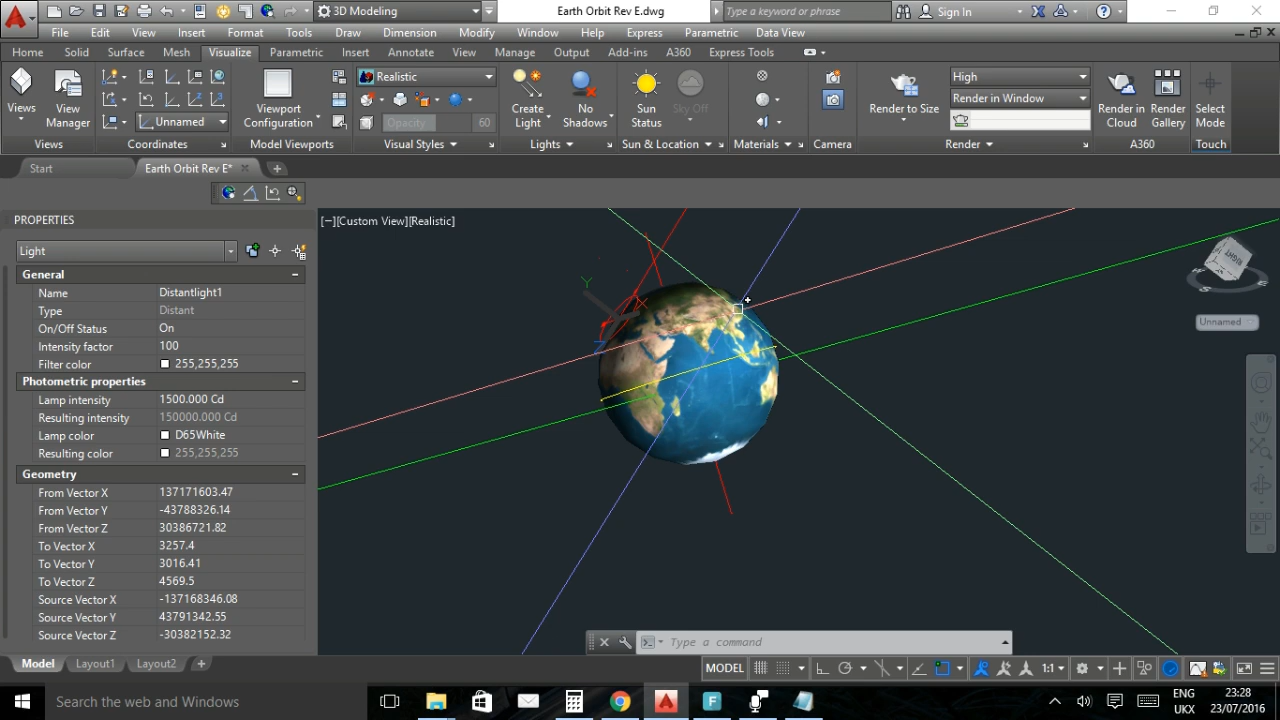 3D Modeling Earth Orbit Rev E.dwg Type a keyword or phrase Sign In
File Edit View Insert Format Tools Draw Dimension Modify Window Help Express Parametric Data View
Home Solid Surface Mesh Visualize Parametric Insert Annotate View Manage Output Add-ins A360 Express Tools
Realistic High
Views View Manager Unnamed Viewport Configuration Opacity 60 Create Light No Shadows Sun Status Sky Off Render to Size Render in Window Render in Cloud Render Gallery Select Mode
Views Coordinates Model Viewports Visual Styles Lights Sun & Location Materials Camera Render A360 Touch
Start Earth Orbit Rev E*
PROPERTIES
[−][Custom View][Realistic]
Light
General
Name Distantlight1
Type Distant
On/Off Status On
Intensity factor 100
Filter color 255,255,255
Photometric properties
Lamp intensity 1500.000 Cd
Resulting intensity 150000.000 Cd
Lamp color D65White
Resulting color 255,255,255
Geometry
From Vector X 137171603.47
From Vector Y -43788326.14
From Vector Z 30386721.82
To Vector X 3257.4
To Vector Y 3016.41
To Vector Z 4569.5
Source Vector X -137168346.08
Source Vector Y 43791342.55
Source Vector Z -30382152.32
Y
X
Z
RIGHT
S
Unnamed
Type a command
Model Layout1 Layout2
MODEL 1:1
Search the web and Windows
ENG 23:28
UKX 23/07/2016